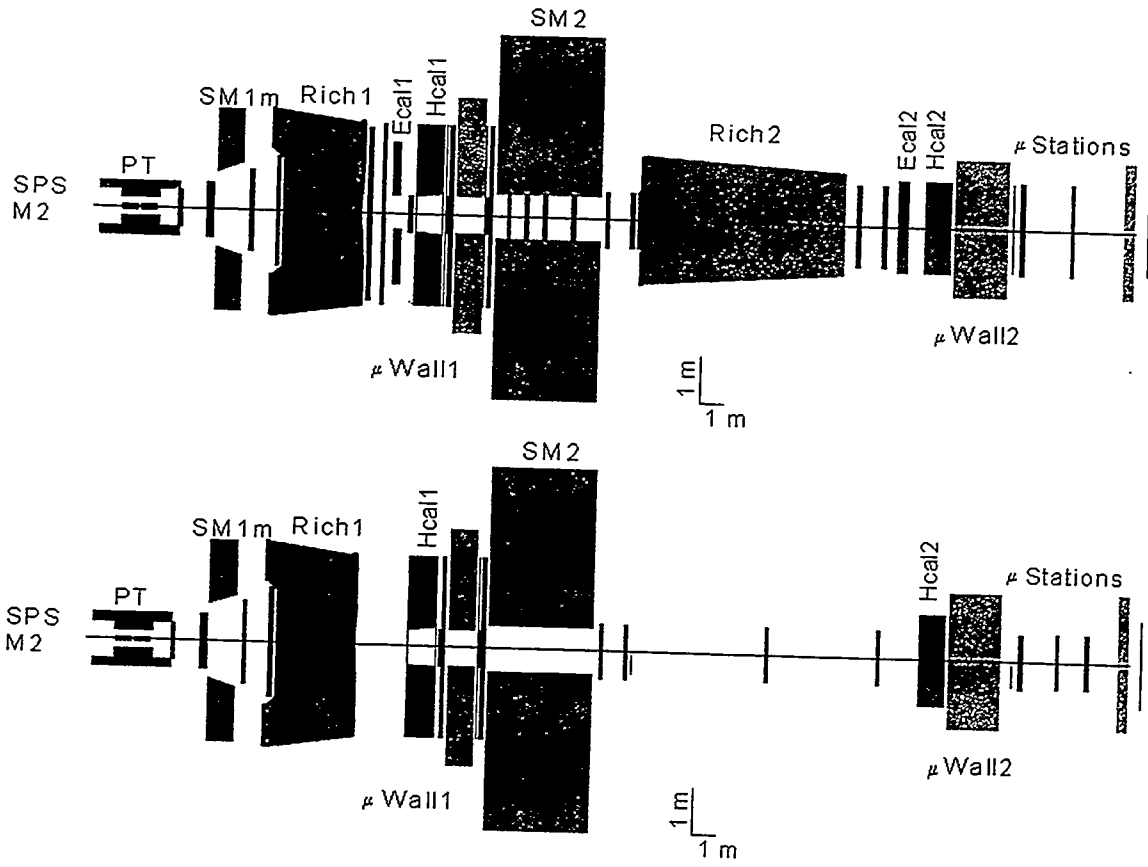 SM2
SM1m
Rich1
Ecal1
Hcal1
Rich2
Ecal2
Hcal2
μ Stations
PT
SPS
M2
μ Wall1
μ Wall2
1 m
1 m
SM2
SM1m
Rich1
Hcal1
Hcal2
μ Stations
PT
SPS
M2
μ Wall1
μ Wall2
1 m
1 m